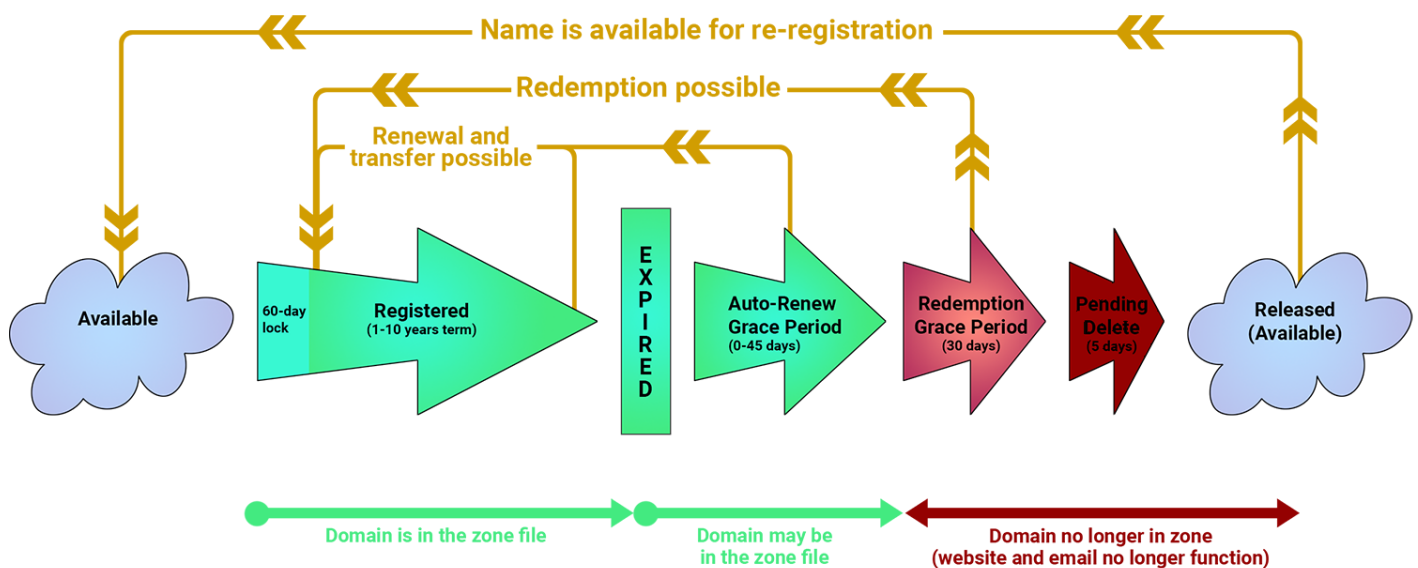 Name is available for re-registration
Redemption possible
Renewal and
transfer possible
Available
60-day
lock
Registered
(1-10 years term)
EXPIRED
Auto-Renew
Grace Period
(0-45 days)
Redemption
Grace Period
(30 days)
Pending
Delete
(5 days)
Released
(Available)
Domain is in the zone file
Domain may be
in the zone file
Domain no longer in zone
(website and email no longer function)